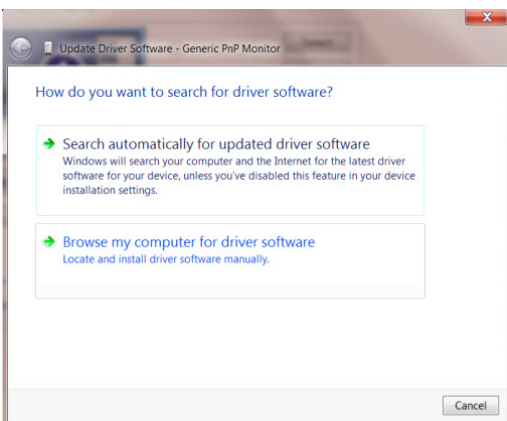 Update Driver Software - Generic PnP Monitor
How do you want to search for driver software?
Search automatically for updated driver software
Windows will search your computer and the Internet for the latest driver
software for your device, unless you've disabled this feature in your device
installation settings.
Browse my computer for driver software
Locate and install driver software manually.
Cancel